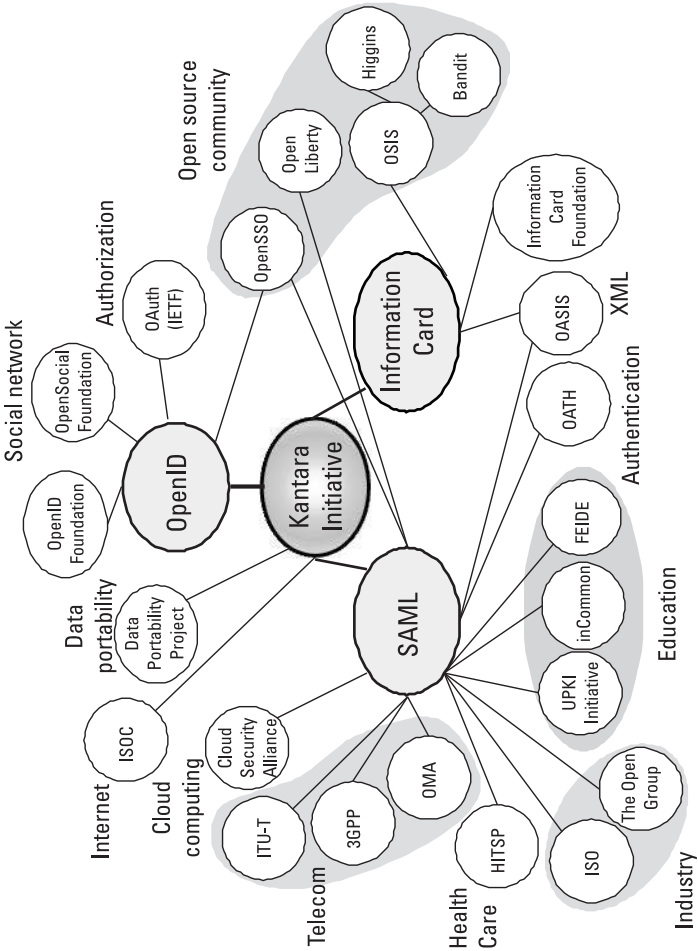 Internet
ISOC
Data
portability
Data
Portability
Project
Social network
OpenID
Foundation
OpenSocial
Foundation
Authorization
OAuth
(IETF)
Open source
community
OpenSSO
Open
Liberty
Higgins
OSIS
Bandit
Cloud
computing
Cloud
Security
Alliance
OpenID
Kantara
Initiative
Information
Card
SAML
Telecom
ITU-T
3GPP
OMA
Health
Care
HITSP
Industry
ISO
The Open
Group
Education
UPKI
Initiative
inCommon
FEIDE
Authentication
OATH
XML
OASIS
Information
Card
Foundation